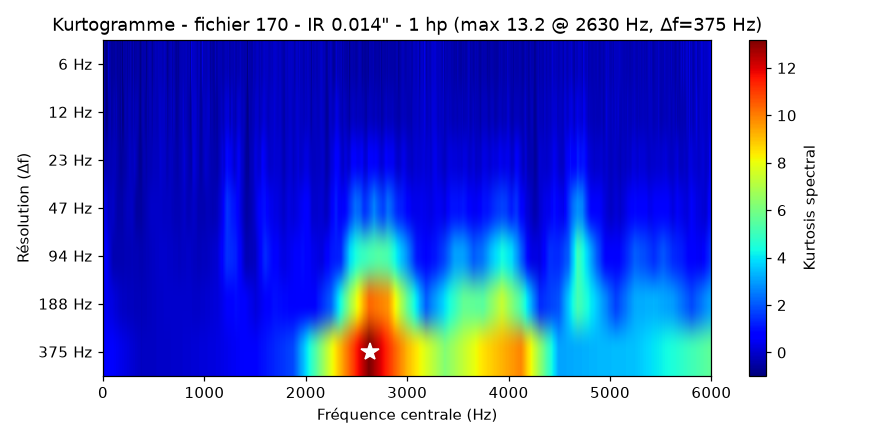 Kurtogramme - fichier 170 - IR 0.014" - 1 hp (max 13.2 @ 2630 Hz, Δf=375 Hz)
6 Hz
12 Hz
23 Hz
47 Hz
94 Hz
188 Hz
375 Hz
Résolution (Δf)
0
1000
2000
3000
4000
5000
6000
Fréquence centrale (Hz)
12
10
8
6
4
2
0
Kurtosis spectral